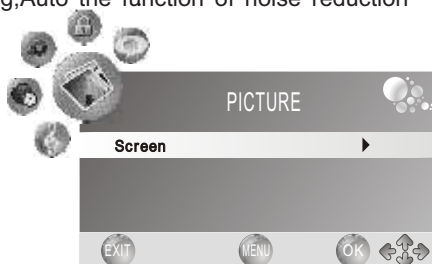 g,Auto the function of noise reduction
PICTURE
Screen
EXIT MENU OK